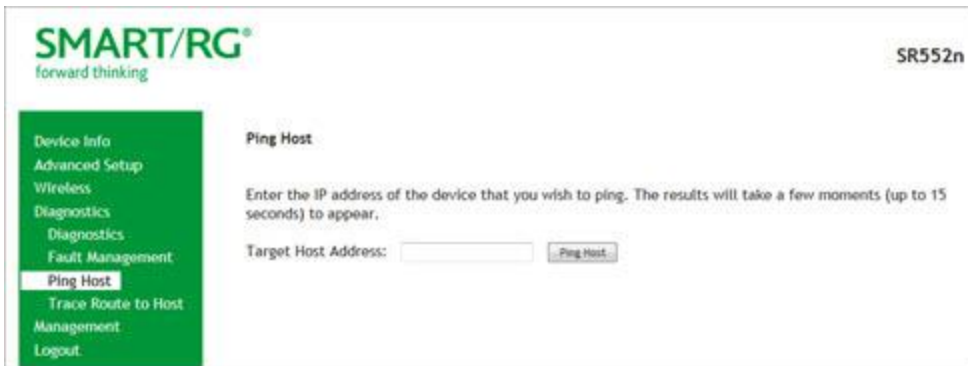 SMART/RG®
forward thinking
SR552n
Device Info
Advanced Setup
Wireless
Diagnostics
Diagnostics
Fault Management
Ping Host
Trace Route to Host
Management
Logout
Ping Host
Enter the IP address of the device that you wish to ping. The results will take a few moments (up to 15
seconds) to appear.
Target Host Address: Ping Host